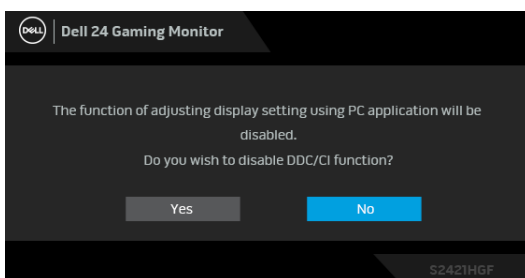 DELL Dell 24 Gaming Monitor
The function of adjusting display setting using PC application will be
disabled.
Do you wish to disable DDC/CI function?
Yes No
S2421HGF